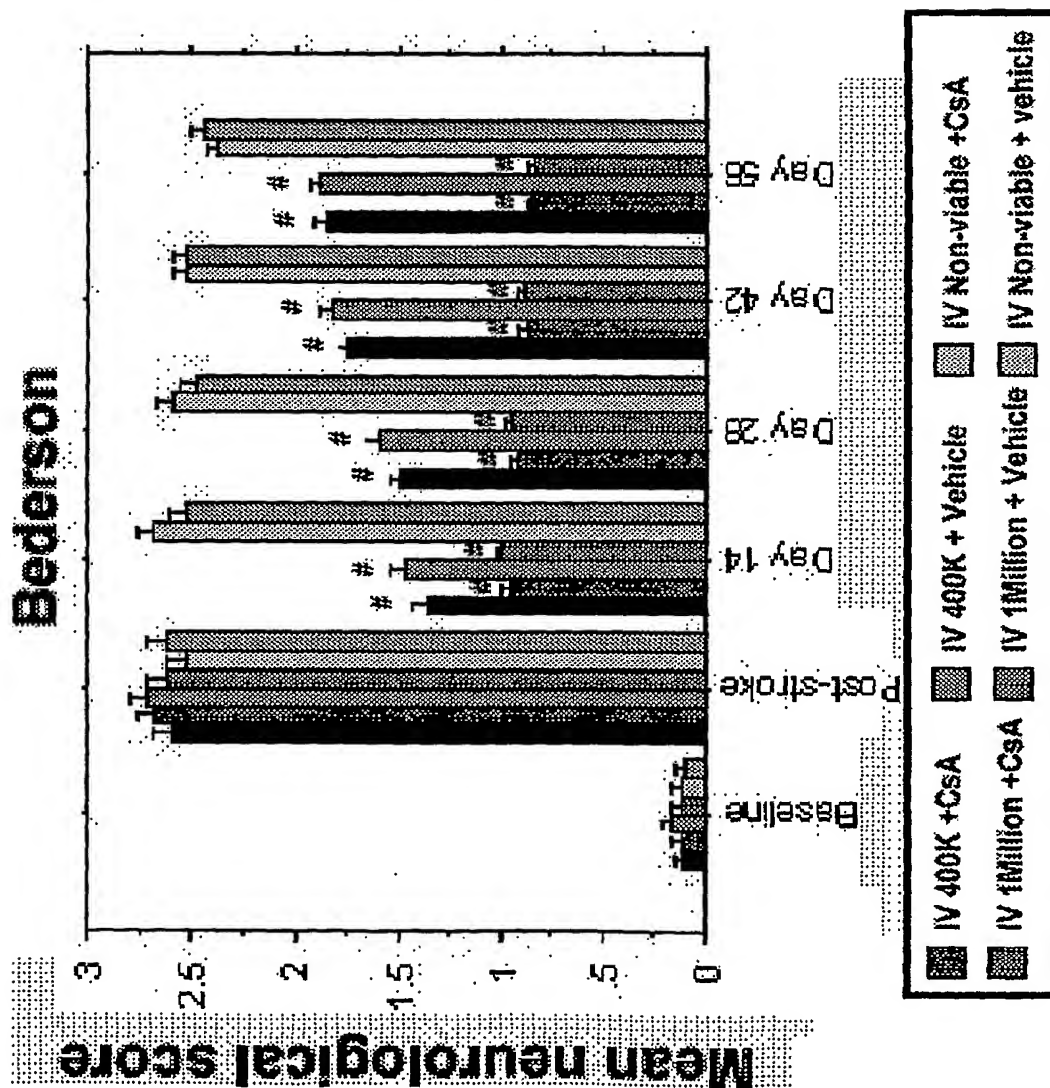 Bederson
Mean neurological score
3
2.5
2
1.5
1
.5
0
Baseline
Post-stroke
Day 14
Day 28
Day 42
Day 56
# # # #
# # # #
# # # #
# # # #
IV 400K +CsA
IV 400K + Vehicle
IV Non-viable +CsA
IV 1Million +CsA
IV 1Million + Vehicle
IV Non-viable + vehicle